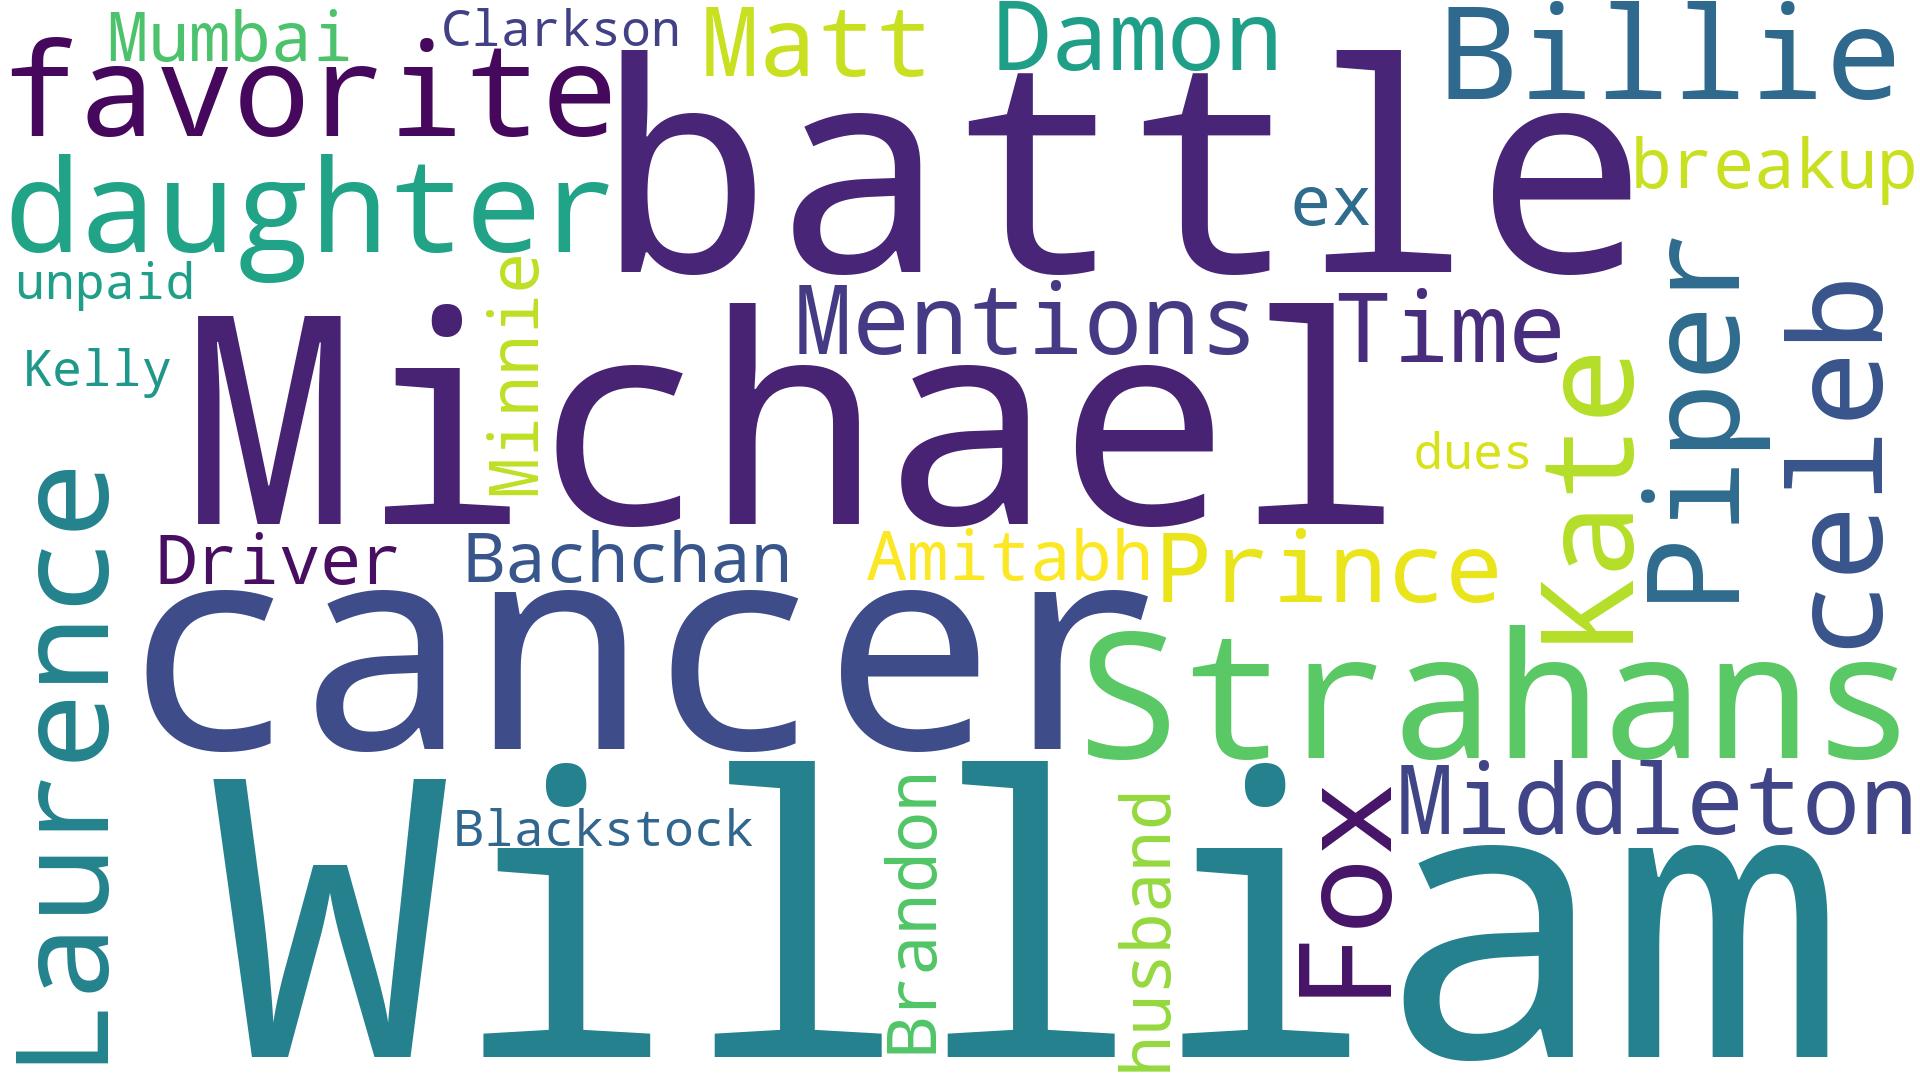 Mumbai
Clarkson
Matt
Damon
Billie
favorite
battle
breakup
daughter
ex
unpaid
Minnie
Mentions
Time
Piper
celeb
Kelly
Michael
Kate
dues
Laurence
Driver
Bachchan
Amitabh
Prince
cancer
Strahans
William
Blackstock
Brandon
husband
Fox
Middleton